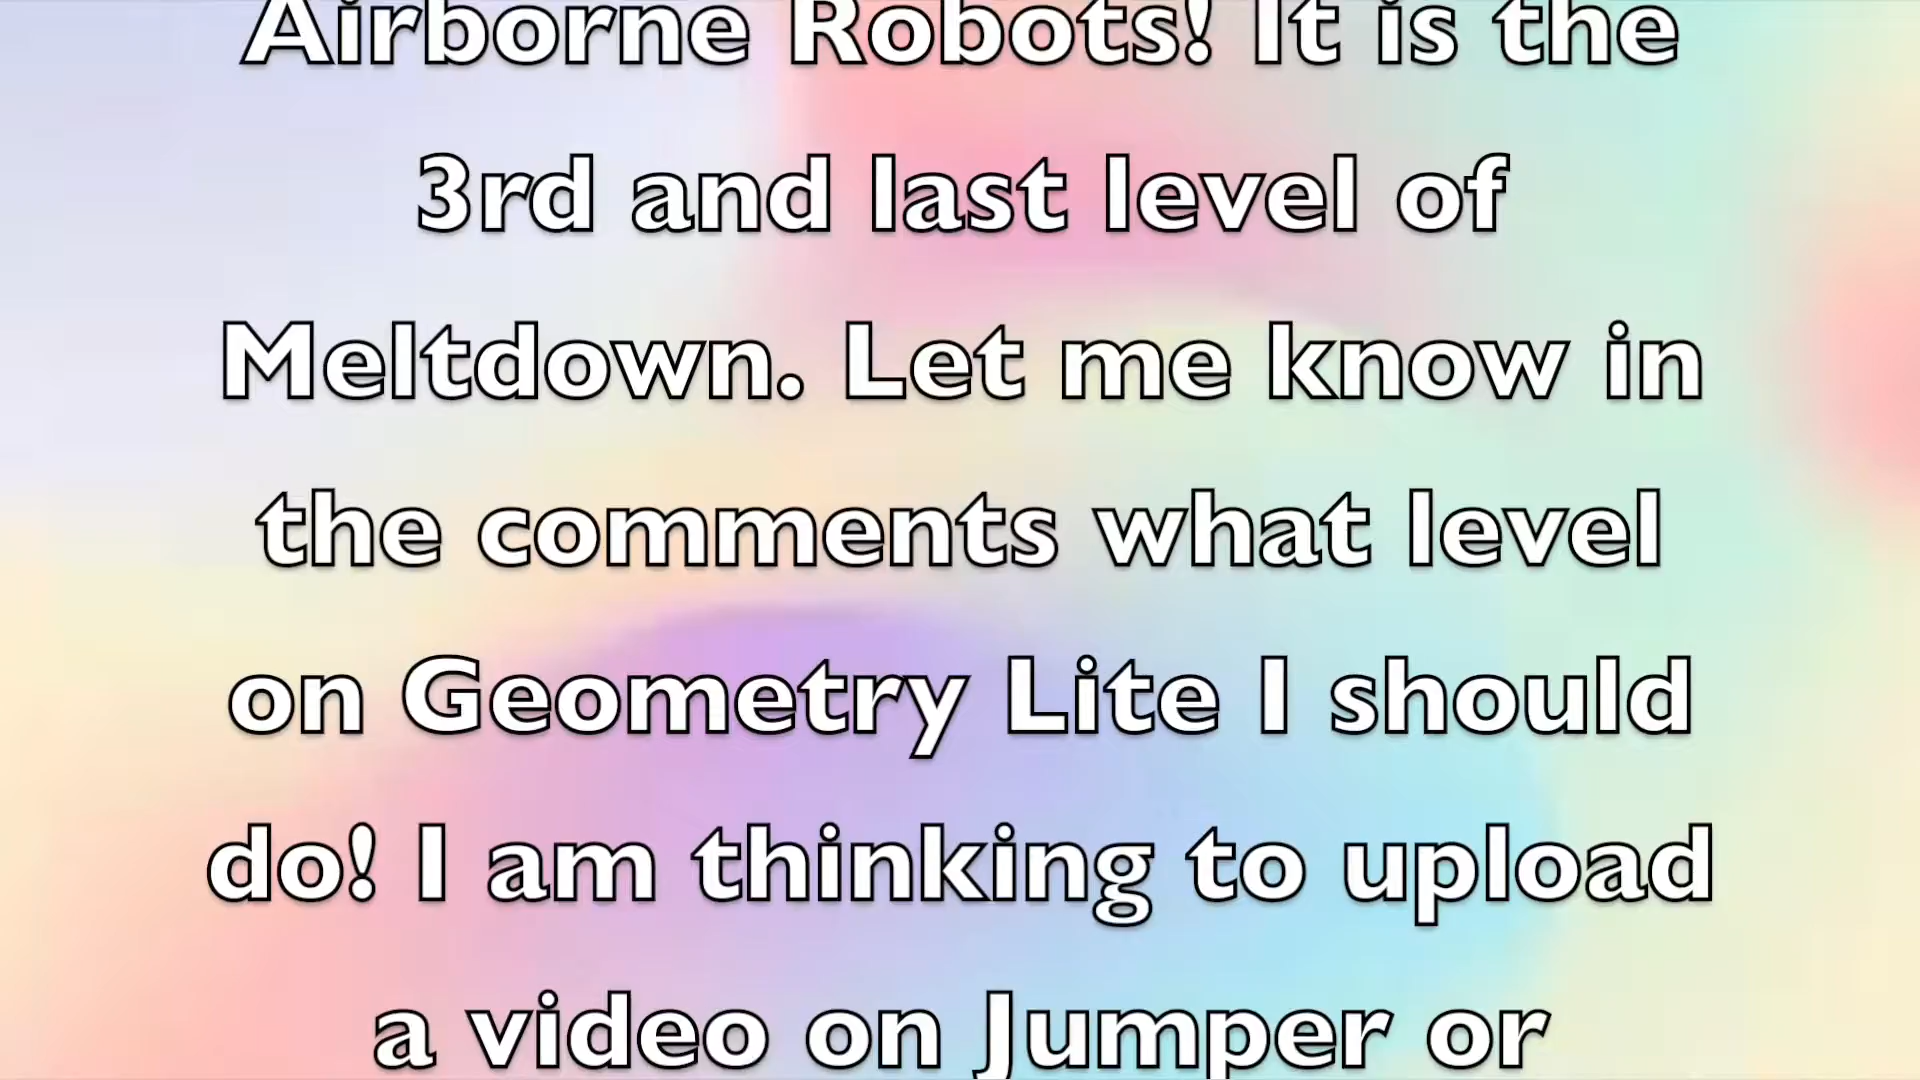 Airborne Robots! It is the
3rd and last level of
Meltdown. Let me know in
the comments what level
on Geometry Lite I should
do! I am thinking to upload
a video on Jumper or